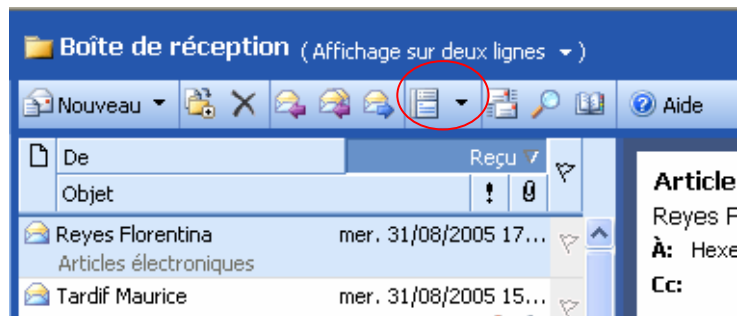 Boîte de réception (Affichage sur deux lignes)
Nouveau Aide
De Reçu
Objet
Reyes Florentina mer. 31/08/2005 17...
Articles électroniques
Tardif Maurice mer. 31/08/2005 15...
Article
Reyes F
À: Hexe
Cc: